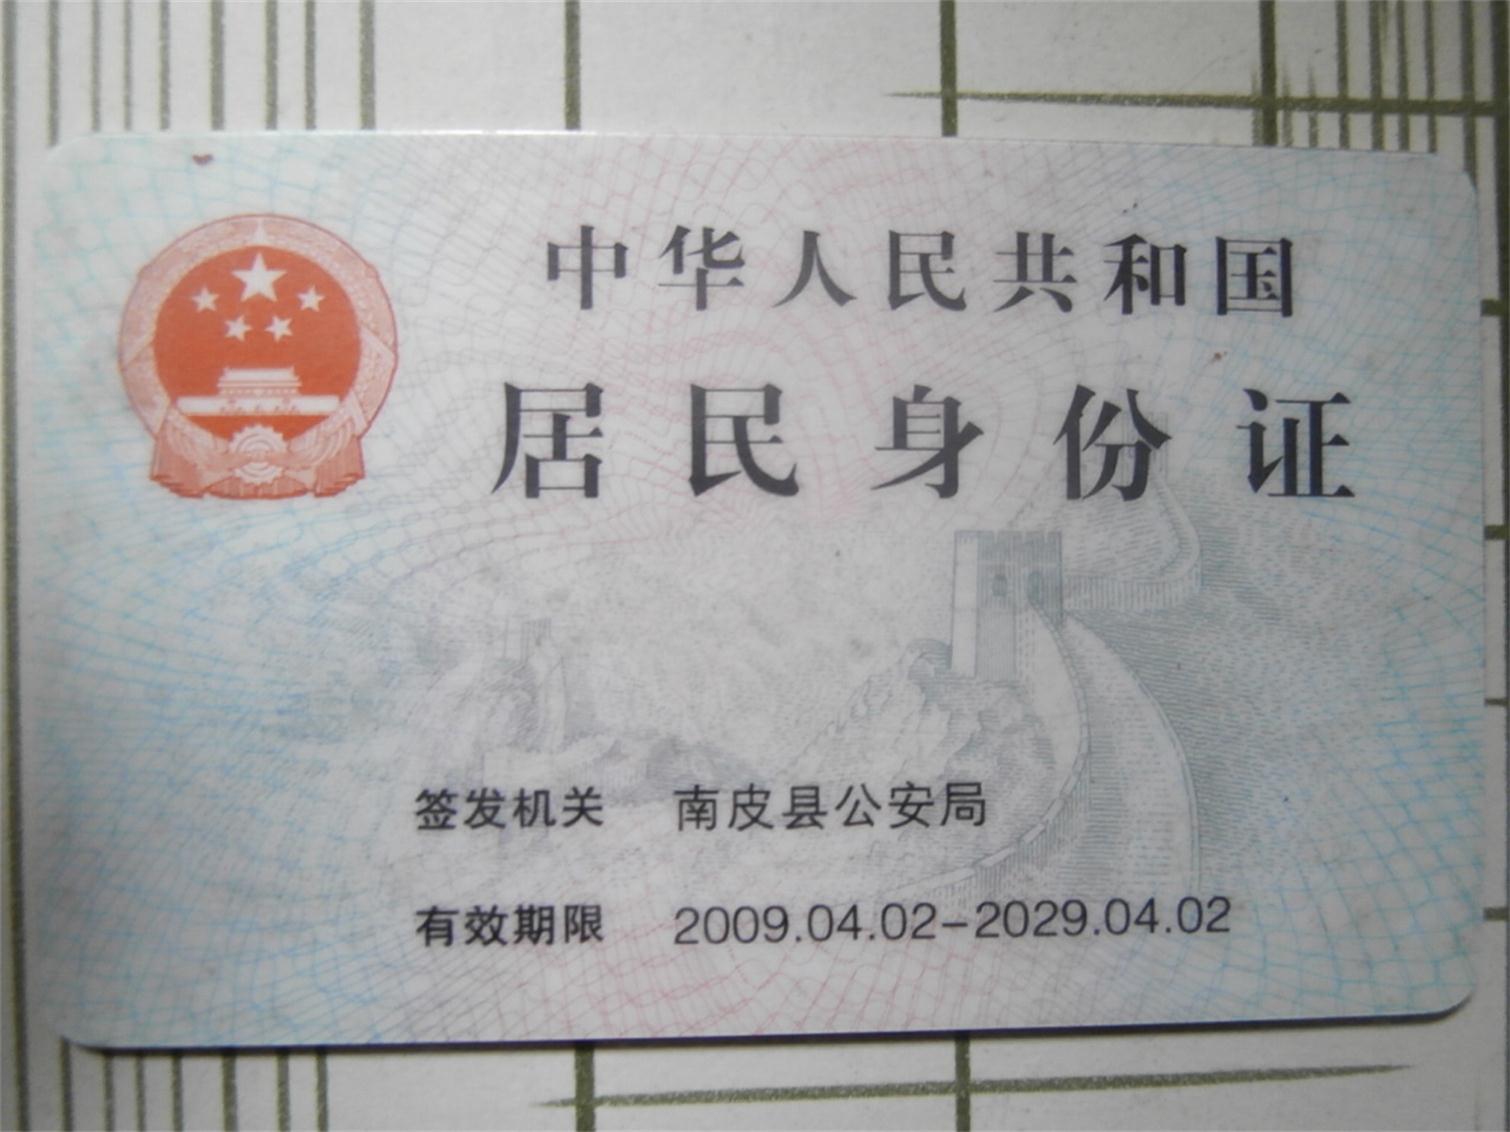 中华人民共和国
居民身份证
签发机关 南皮县公安局
有效期限 2009.04.02-2029.04.02